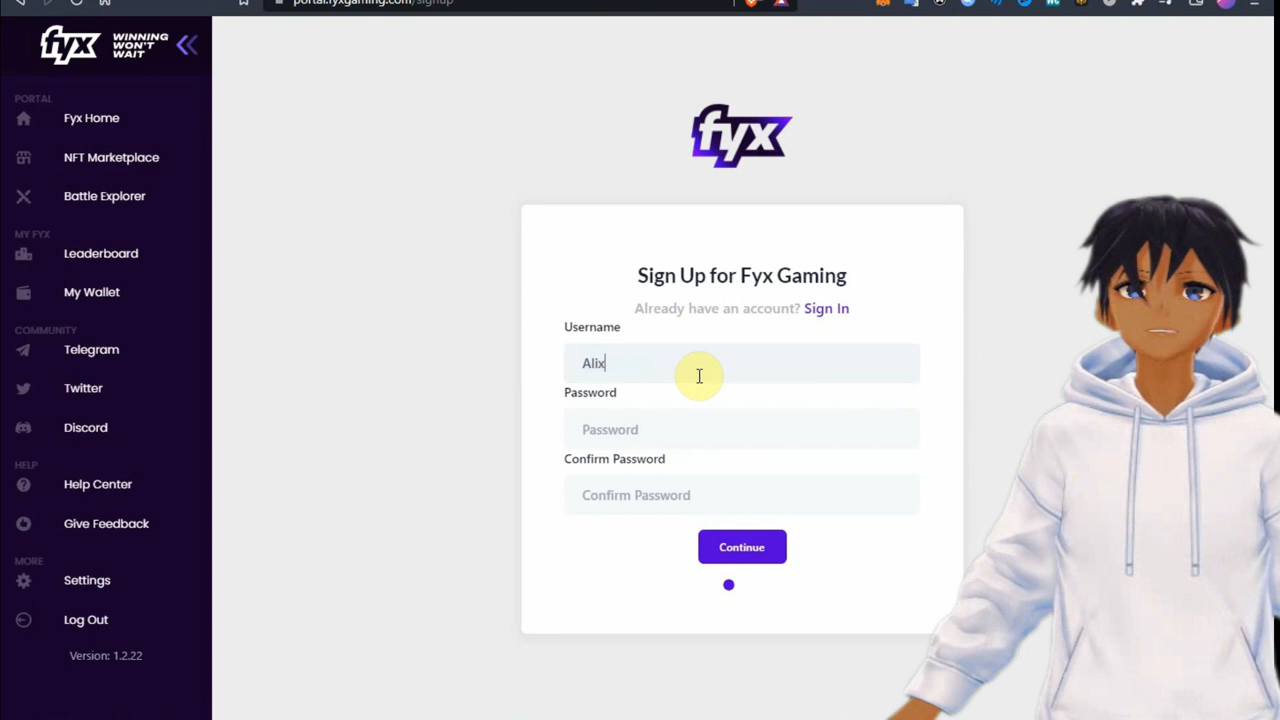 portal.fyxgaming.com/signup
fyx
WINNING
WON'T
WAIT
PORTAL
Fyx Home
NFT Marketplace
Battle Explorer
MY FYX
Leaderboard
My Wallet
COMMUNITY
Telegram
Twitter
Discord
HELP
Help Center
Give Feedback
MORE
Settings
Log Out
Version: 1.2.22
fyx
Sign Up for Fyx Gaming
Already have an account? Sign In
Username
Alix
Password
Password
Confirm Password
Confirm Password
Continue